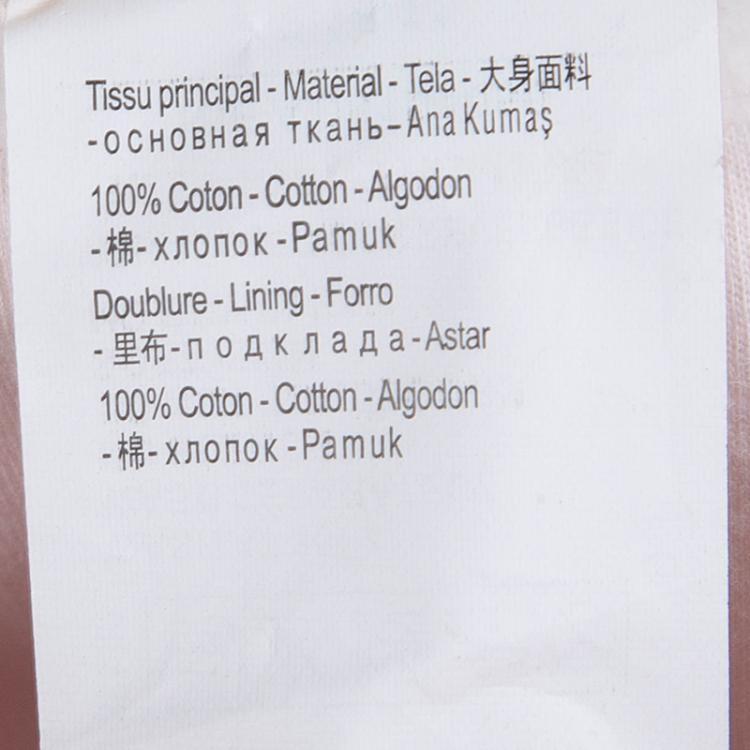 Tissu principal - Material - Tela - 大身面料
-основная ткань-Ana Kumaş
100% Coton - Cotton - Algodon
-棉- хлопок -Pamuk
Doublure - Lining - Forro
- 里布-подклада-Astar
100% Coton - Cotton - Algodon
-棉- хлопок -Pamuk